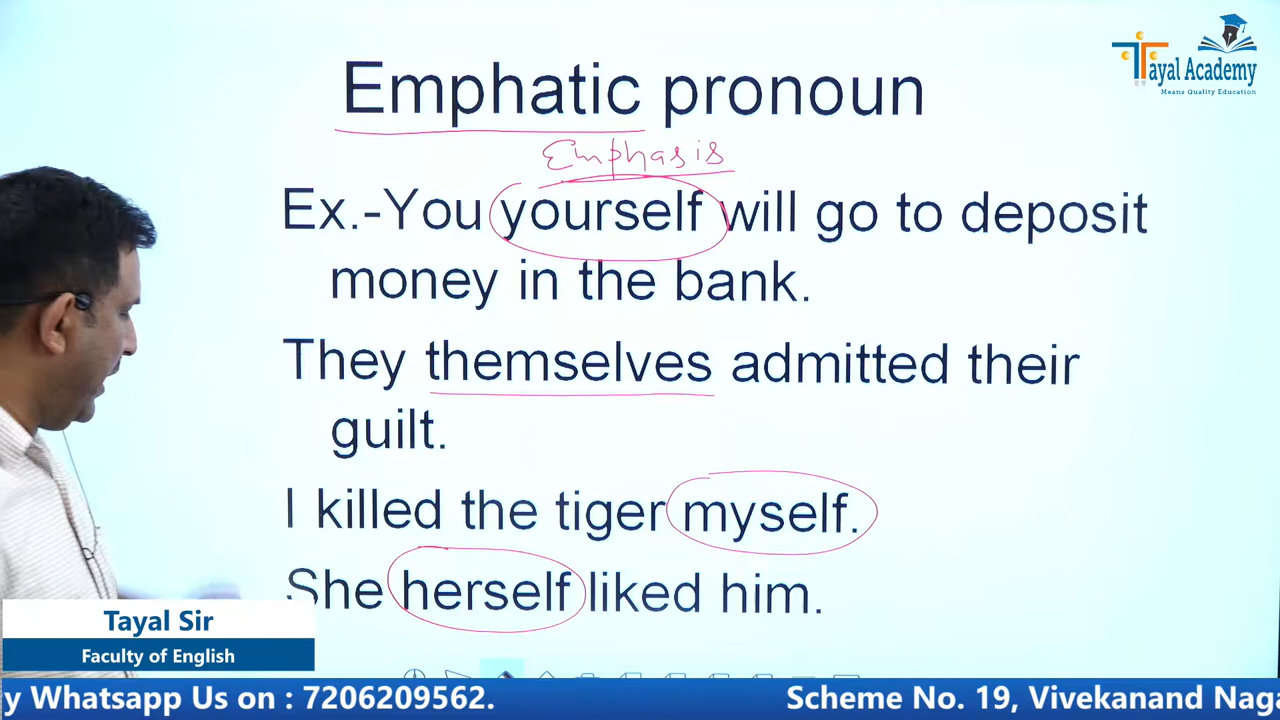 Tayal Academy
Means Quality Education
Emphatic pronoun
Emphasis
Ex.-You yourself will go to deposit
money in the bank.
They themselves admitted their
guilt.
I killed the tiger myself.
She herself liked him.
Tayal Sir
Faculty of English
y Whatsapp Us on : 7206209562.
Scheme No. 19, Vivekanand Naga